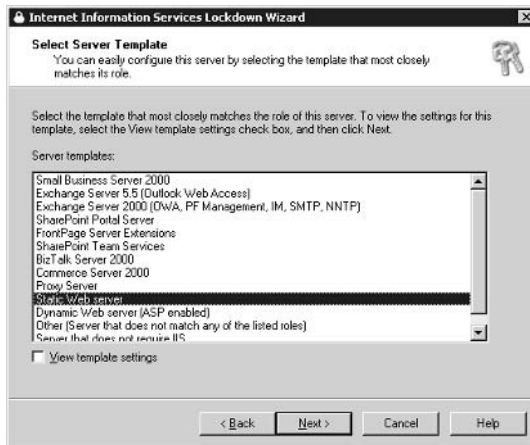 Internet Information Services Lockdown Wizard
Select Server Template
You can easily configure this server by selecting the template that most closely
matches its role.
Select the template that most closely matches the role of this server. To view the settings for this
template, select the View template settings check box, and then click Next.
Server templates:
Small Business Server 2000
Exchange Server 5.5 (Outlook Web Access)
Exchange Server 2000 (OWA, PF Management, IM, SMTP, NNTP)
SharePoint Portal Server
FrontPage Server Extensions
SharePoint Team Services
BizTalk Server 2000
Commerce Server 2000
Proxy Server
Static Web server
Dynamic Web server (ASP enabled)
Other (Server that does not match any of the listed roles)
Server that does not require IIS
View template settings
< Back Next > Cancel Help